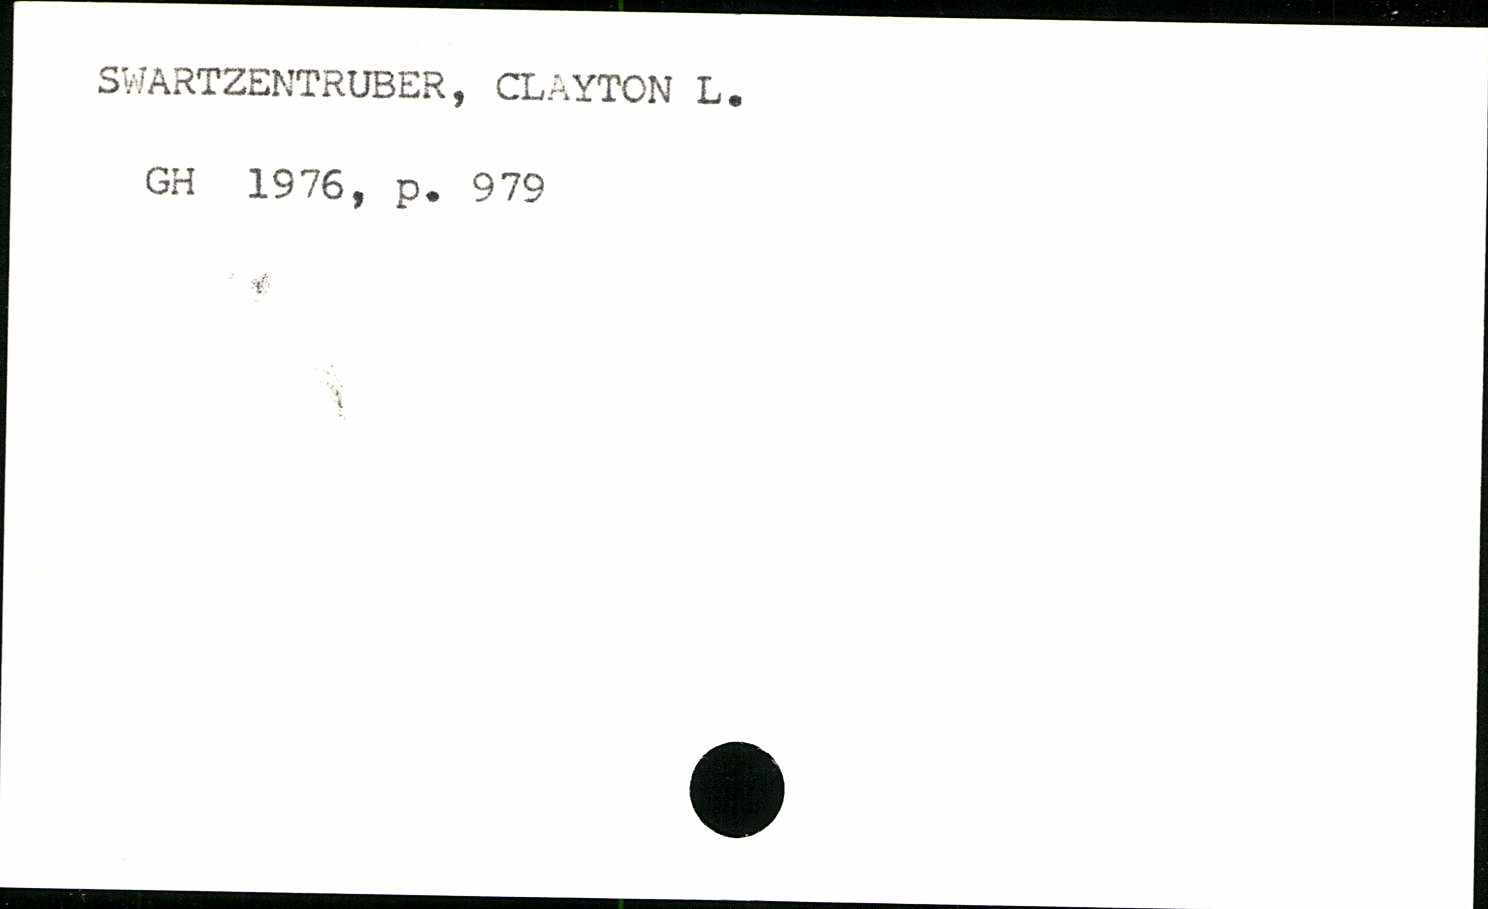 SWARTZENTRUBER, CLAYTON L.
GH 1976, p. 979